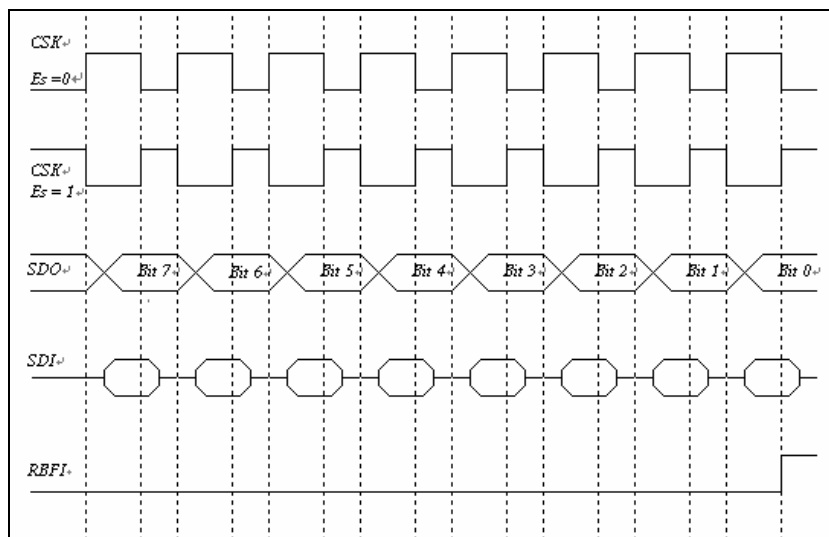 CSK↵
Es =0↵
CSK↵
Es = 1↵
SDO↵ Bit 7↵ Bit 6↵ Bit 5↵ Bit 4↵ Bit 3↵ Bit 2↵ Bit 1↵ Bit 0↵
SDI↵
RBFI↵